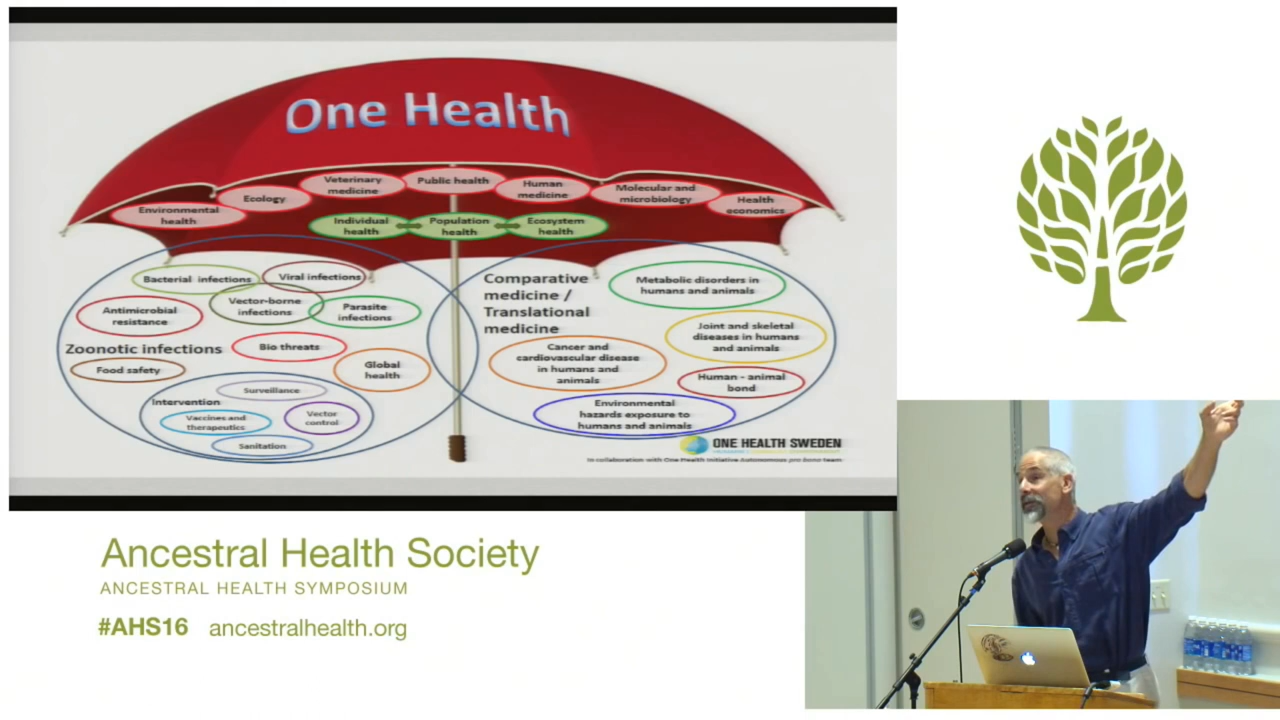 One Health
Environmental
health
Ecology
Veterinary
medicine
Public health
Human
medicine
Molecular and
microbiology
Health
economics
Individual
health
Population
health
Ecosystem
health
Bacterial infections
Viral infections
Vector-borne
infections
Antimicrobial
resistance
Parasite
infections
Zoonotic infections
Bio threats
Food safety
Global
health
Surveillance
Intervention
Vaccines and
therapeutics
Vector
control
Sanitation
Comparative
medicine /
Translational
medicine
Metabolic disorders in
humans and animals
Joint and skeletal
diseases in humans
and animals
Cancer and
cardiovascular disease
in humans and
animals
Human - animal
bond
Environmental
hazards exposure to
humans and animals
ONE HEALTH SWEDEN
In collaboration with One Health Initiative Autonomous pro bono team
Ancestral Health Society
ANCESTRAL HEALTH SYMPOSIUM
#AHS16 ancestralhealth.org